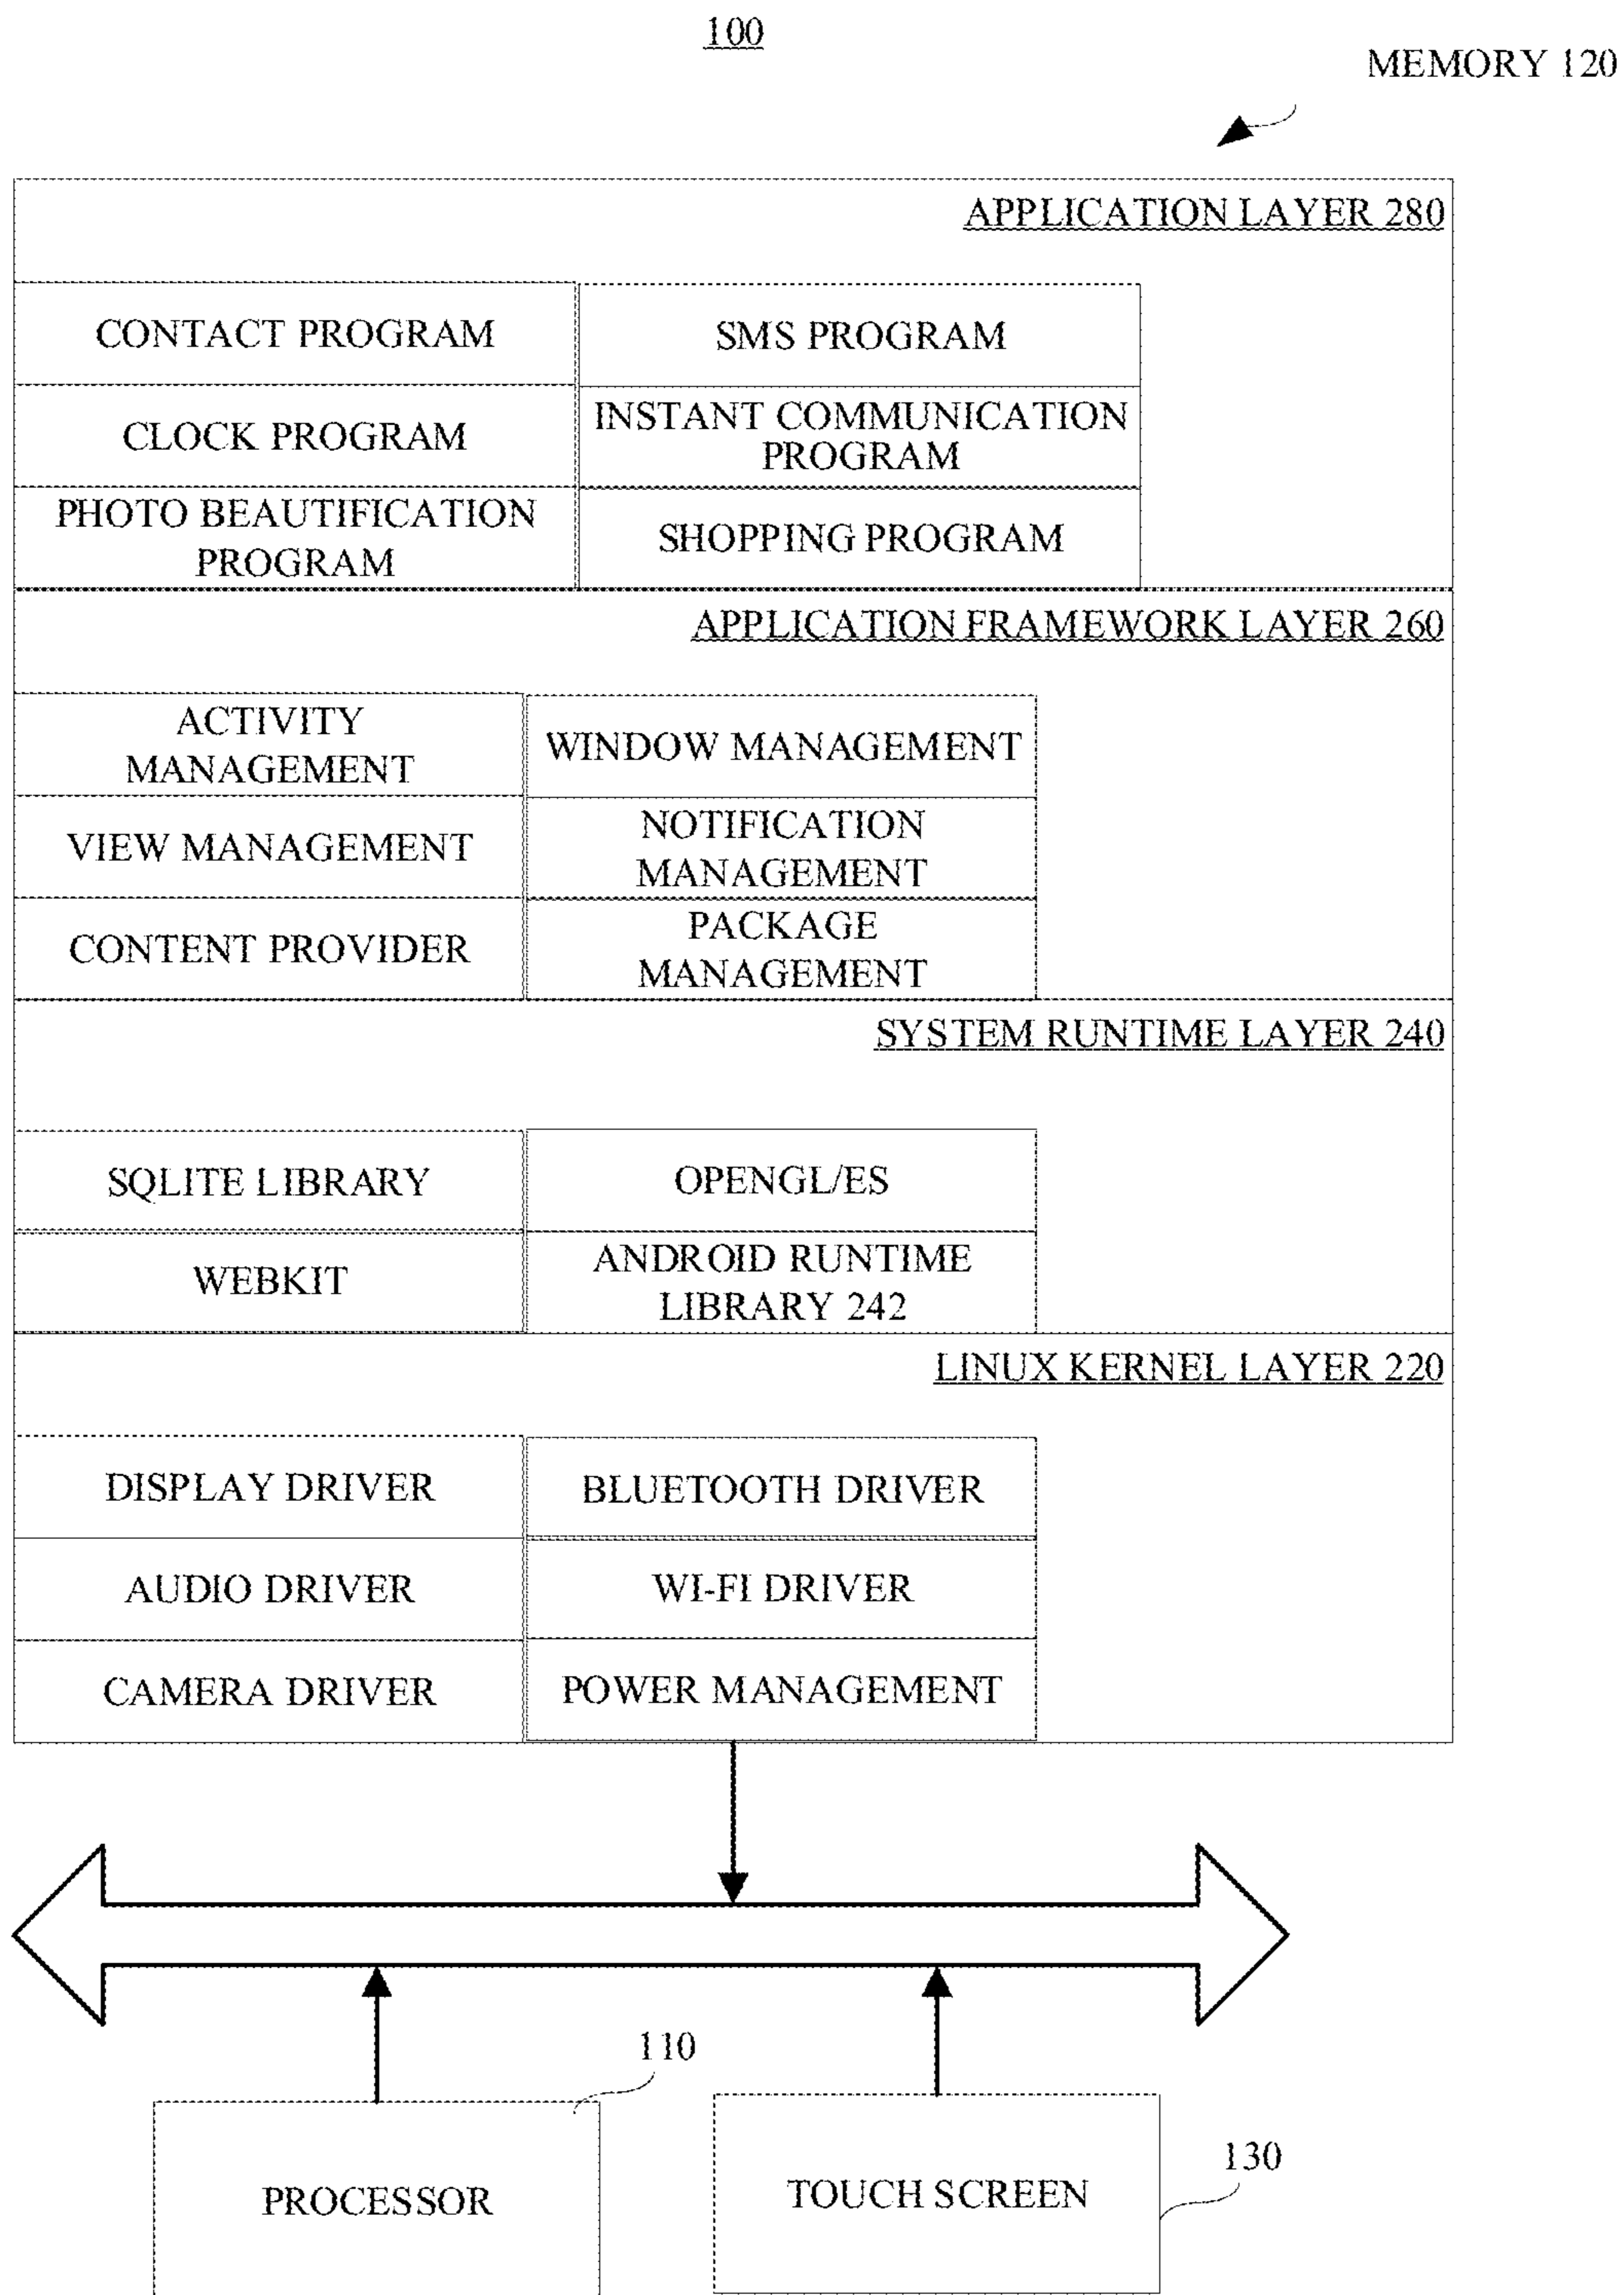 100
MEMORY 120
APPLICATION LAYER 280
CONTACT PROGRAM
SMS PROGRAM
CLOCK PROGRAM
INSTANT COMMUNICATION
PROGRAM
PHOTO BEAUTIFICATION
PROGRAM
SHOPPING PROGRAM
APPLICATION FRAMEWORK LAYER 260
ACTIVITY
MANAGEMENT
WINDOW MANAGEMENT
VIEW MANAGEMENT
NOTIFICATION
MANAGEMENT
CONTENT PROVIDER
PACKAGE
MANAGEMENT
SYSTEM RUNTIME LAYER 240
SQLITE LIBRARY
OPENGL/ES
WEBKIT
ANDROID RUNTIME
LIBRARY 242
LINUX KERNEL LAYER 220
DISPLAY DRIVER
BLUETOOTH DRIVER
AUDIO DRIVER
WI-FI DRIVER
CAMERA DRIVER
POWER MANAGEMENT
110
130
PROCESSOR
TOUCH SCREEN